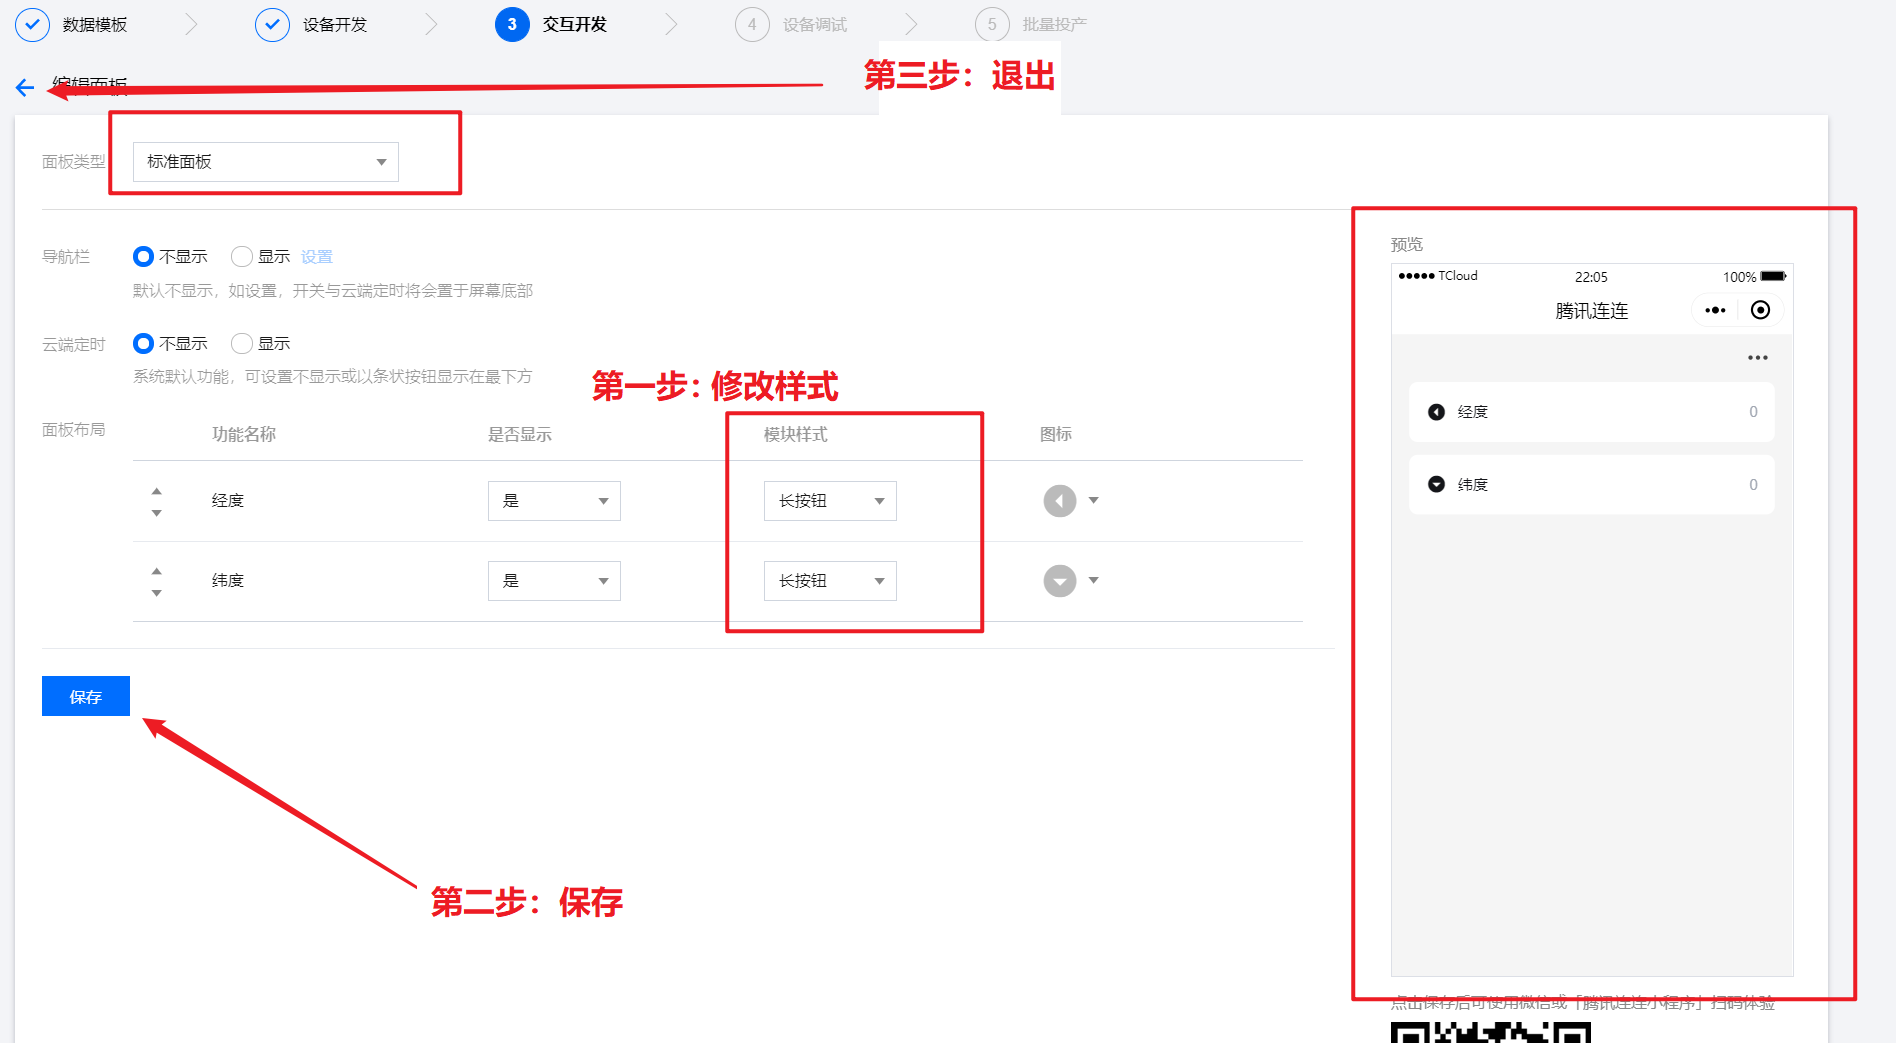 数据模板
设备开发
3 交互开发
4 设备调试
5 批量投产
编辑面板
第三步：退出
面板类型 标准面板
导航栏 不显示 显示 设置
默认不显示，如设置，开关与云端定时将会置于屏幕底部
云端定时 不显示 显示
系统默认功能，可设置不显示或以条状按钮显示在最下方
第一步：修改样式
面板布局 功能名称 是否显示 模块样式 图标
经度 是 长按钮
纬度 是 长按钮
保存
第二步：保存
预览
TCloud 22:05 100%
腾讯连连
经度 0
纬度 0
点击保存后可使用微信或「腾讯连连小程序」扫码体验